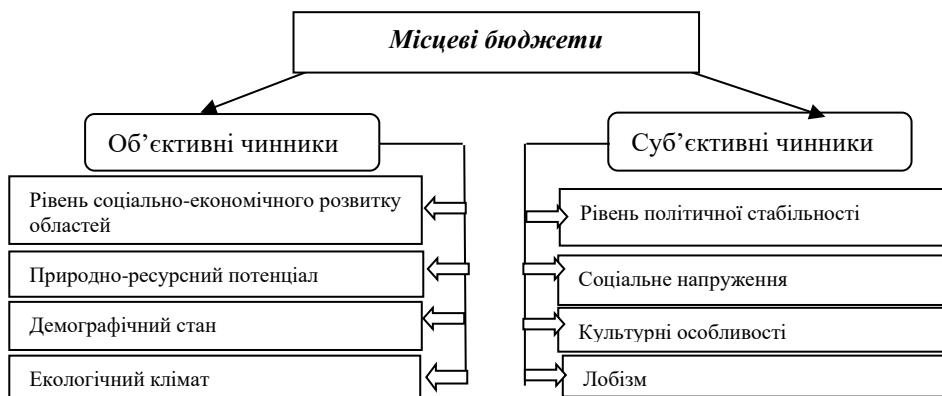 Місцеві бюджети
Об’єктивні чинники
Рівень соціально-економічного розвитку
областей
Природно-ресурсний потенціал
Демографічний стан
Екологічний клімат
Суб’єктивні чинники
Рівень політичної стабільності
Соціальне напруження
Культурні особливості
Лобізм